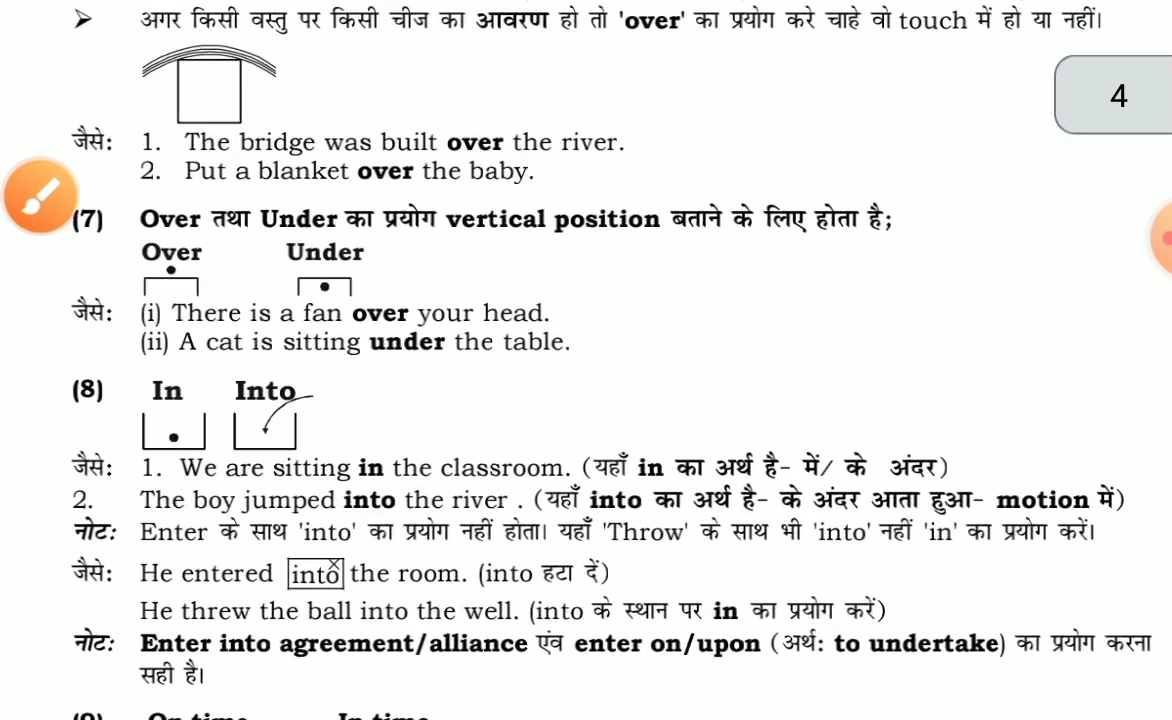 ➤ अगर किसी वस्तु पर किसी चीज का आवरण हो तो 'over' का प्रयोग करे चाहे वो touch में हो या नहीं।
4
जैसे: 1. The bridge was built over the river.
2. Put a blanket over the baby.
(7) Over तथा Under का प्रयोग vertical position बताने के लिए होता है;
Over Under
जैसे: (i) There is a fan over your head.
(ii) A cat is sitting under the table.
(8) In Into
जैसे: 1. We are sitting in the classroom. (यहाँ in का अर्थ है- में/ के अंदर)
2. The boy jumped into the river . (यहाँ into का अर्थ है- के अंदर आता हुआ- motion में)
नोट: Enter के साथ 'into' का प्रयोग नहीं होता। यहाँ 'Throw' के साथ भी 'into' नहीं 'in' का प्रयोग करें।
जैसे: He entered into the room. (into हटा दें)
He threw the ball into the well. (into के स्थान पर in का प्रयोग करें)
नोट: Enter into agreement/alliance एंव enter on/upon (अर्थ: to undertake) का प्रयोग करना
सही है।
(9) On time In time